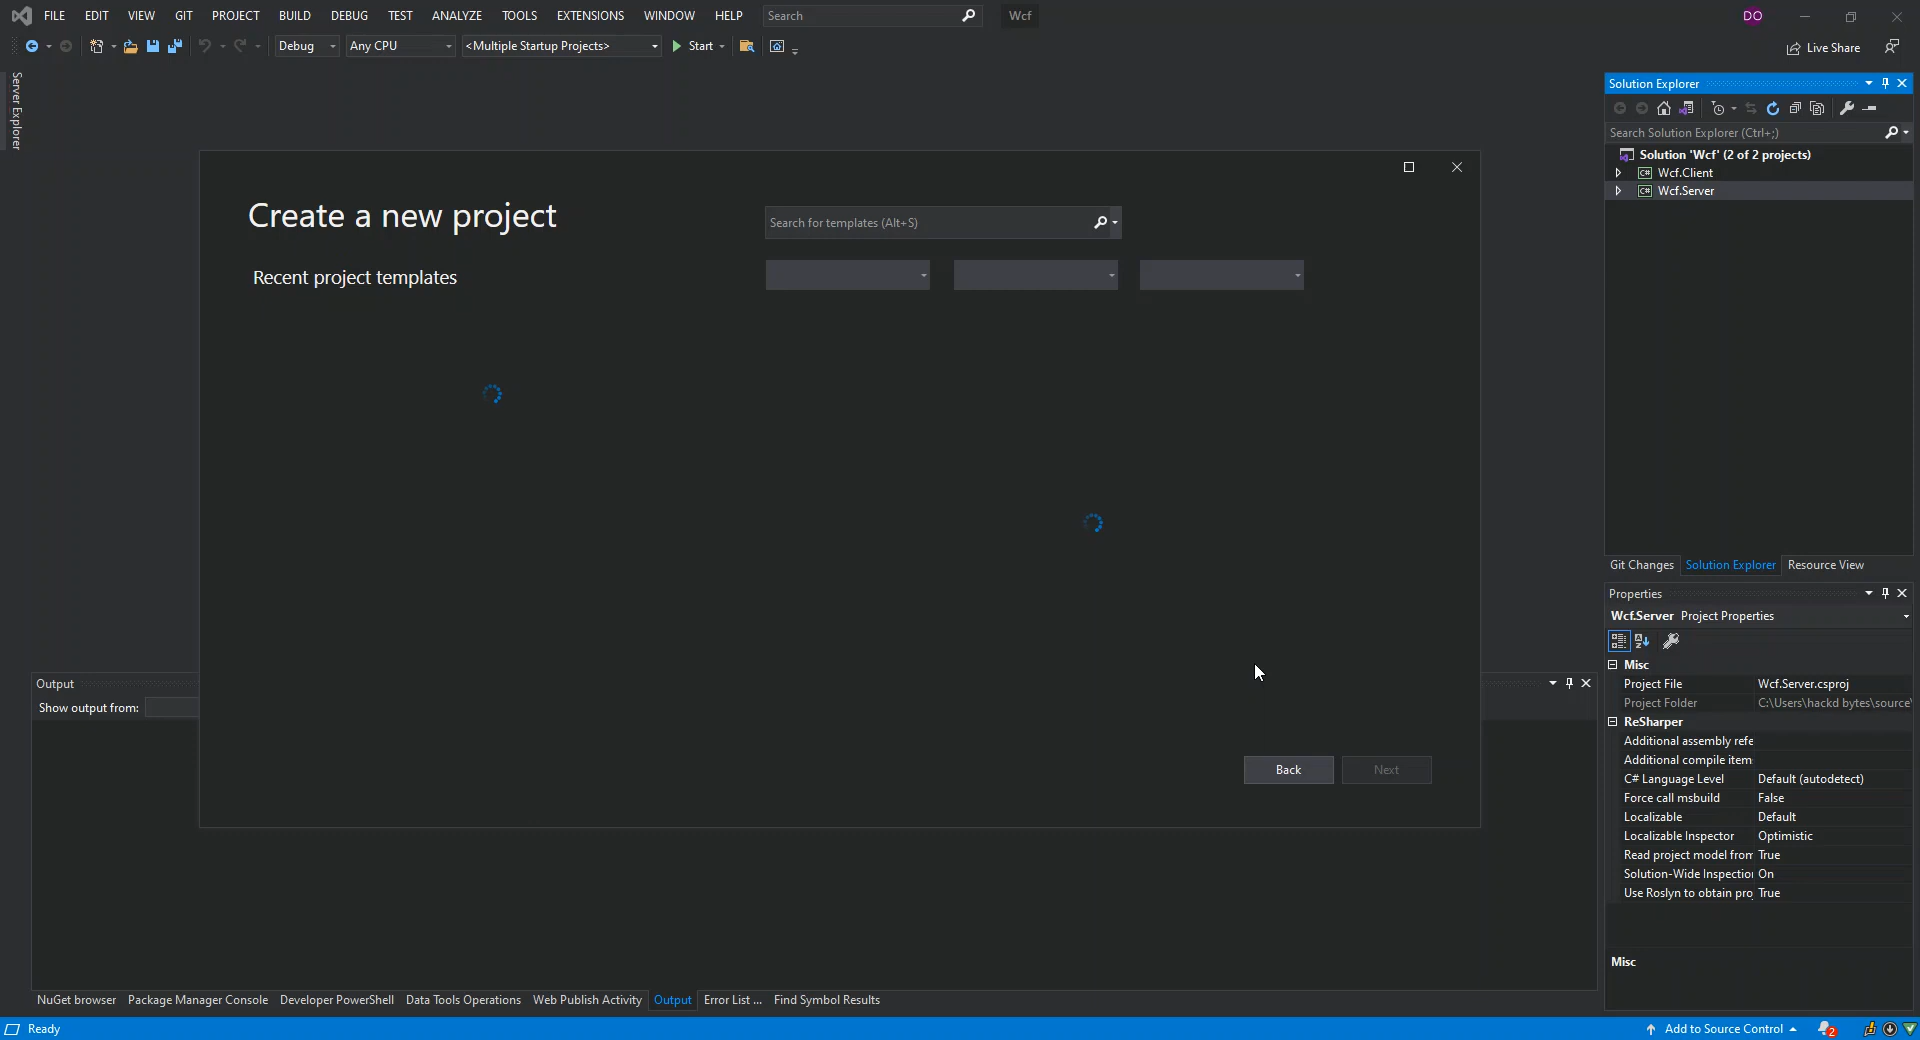 FILE EDIT VIEW GIT PROJECT BUILD DEBUG TEST ANALYZE TOOLS EXTENSIONS WINDOW HELP Search Wcf DO
Debug Any CPU <Multiple Startup Projects> Start Live Share
Server Explorer
Solution Explorer
Search Solution Explorer (Ctrl+;)
Solution 'Wcf' (2 of 2 projects)
C# Wcf.Client
C# Wcf.Server
Create a new project
Search for templates (Alt+S)
Recent project templates
Back Next
Git Changes Solution Explorer Resource View
Properties
Wcf.Server Project Properties
Misc
Project File Wcf.Server.csproj
Project Folder C:\Users\hackd bytes\source\
ReSharper
Additional assembly refe
Additional compile item
C# Language Level Default (autodetect)
Force call msbuild False
Localizable Default
Localizable Inspector Optimistic
Read project model from True
Solution-Wide Inspection On
Use Roslyn to obtain pro True
Misc
Output
Show output from:
NuGet browser Package Manager Console Developer PowerShell Data Tools Operations Web Publish Activity Output Error List ... Find Symbol Results
Ready Add to Source Control 2